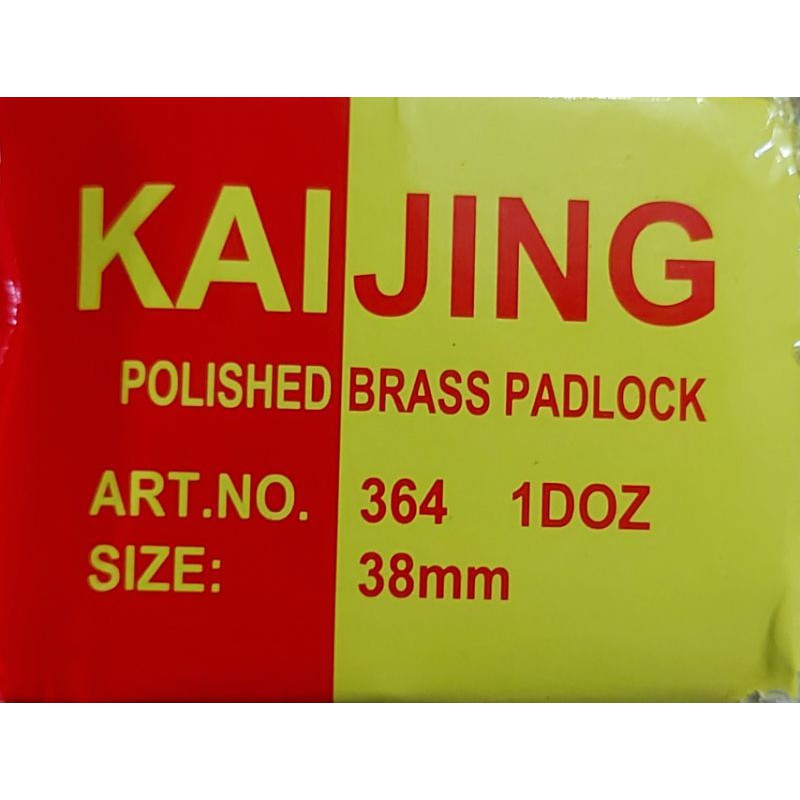 KAIJING
POLISHED BRASS PADLOCK
ART.NO. 364 1DOZ
SIZE: 38mm